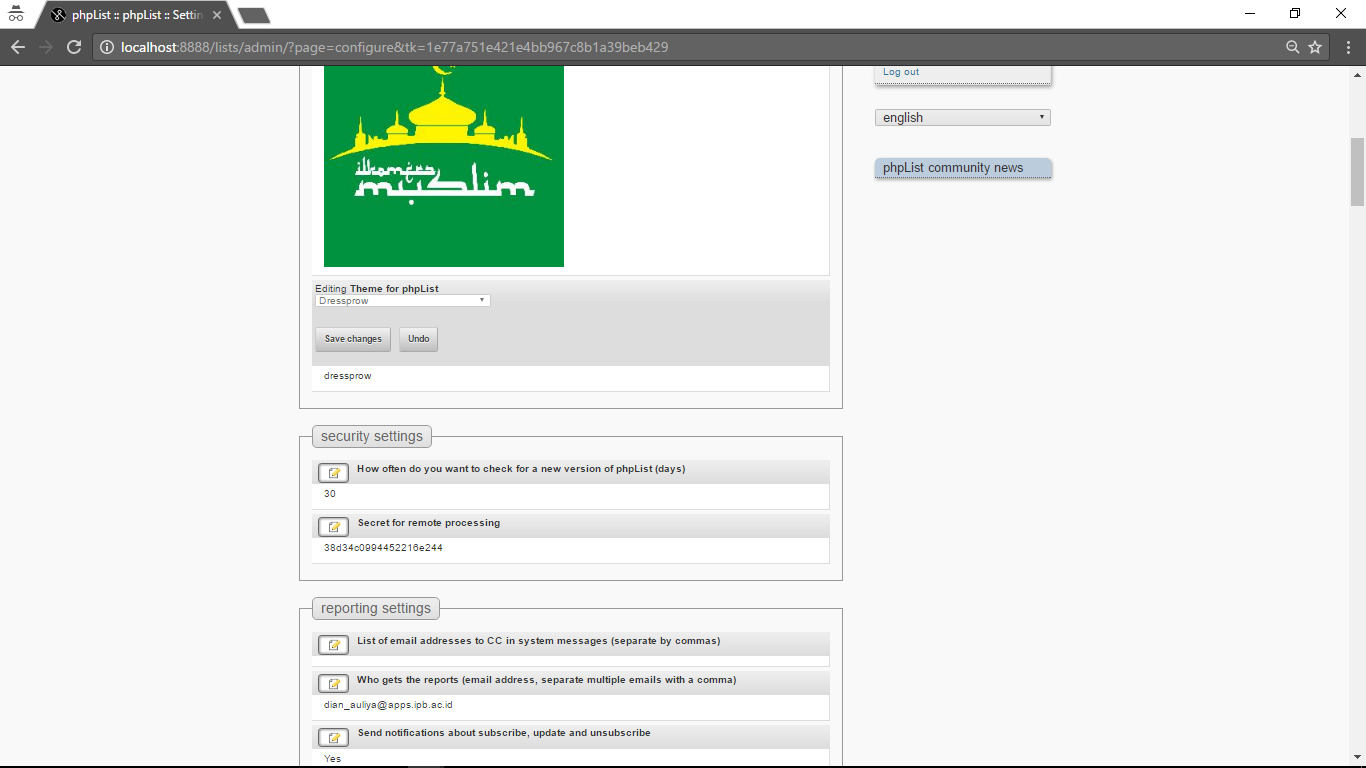 phpList :: phpList :: Settin
localhost:8888/lists/admin/?page=configure&tk=1e77a751e421e4bb967c8b1a39beb429
Log out
english
phpList community news
muslim
Editing Theme for phpList
Dressprow
Save changes
Undo
dressprow
security settings
How often do you want to check for a new version of phpList (days)
30
Secret for remote processing
38d34c0994452216e244
reporting settings
List of email addresses to CC in system messages (separate by commas)
Who gets the reports (email address, separate multiple emails with a comma)
dian_auliya@apps.ipb.ac.id
Send notifications about subscribe, update and unsubscribe
Yes